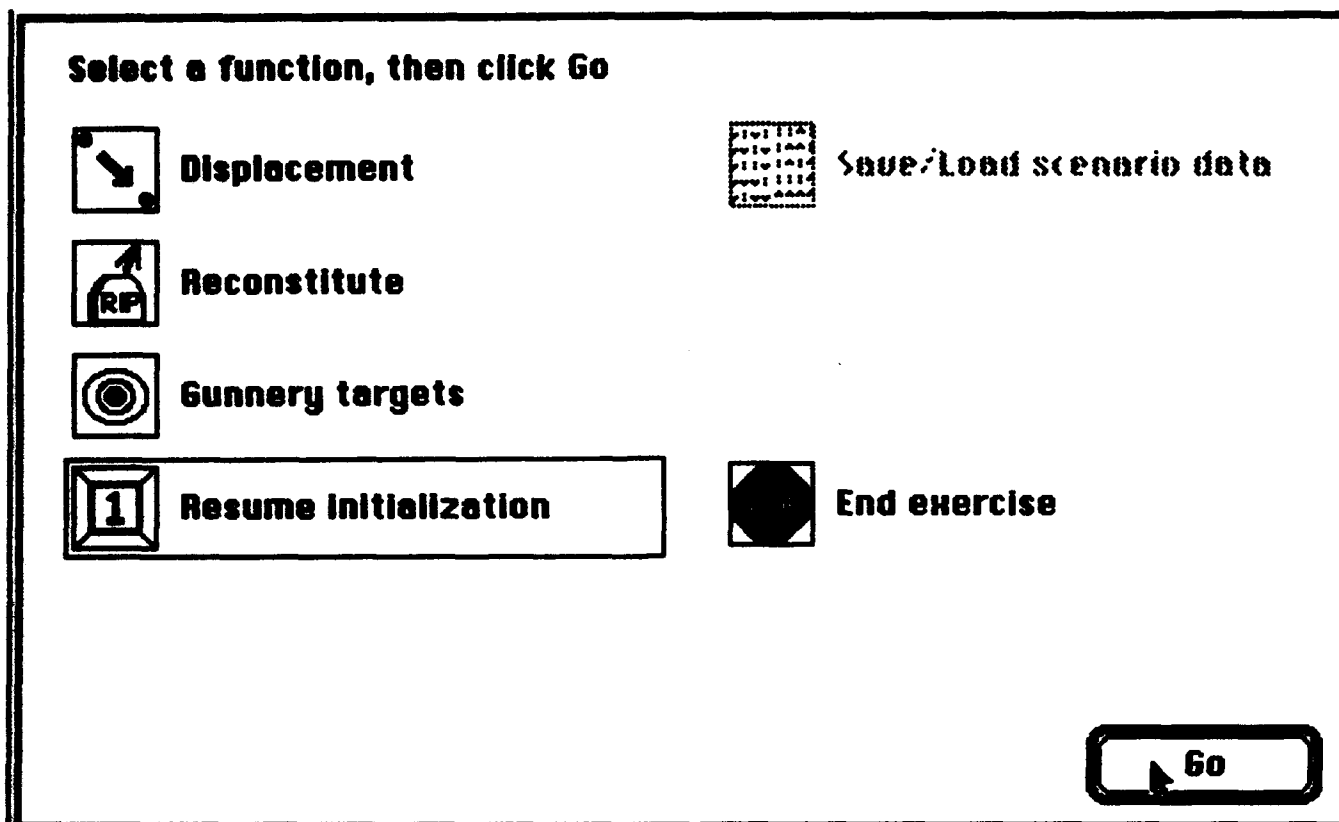 Select a function, then click Go
Displacement
Save/Load scenario data
RIP
Reconstitute
Gunnery targets
1
Resume initialization
End exercise
Go